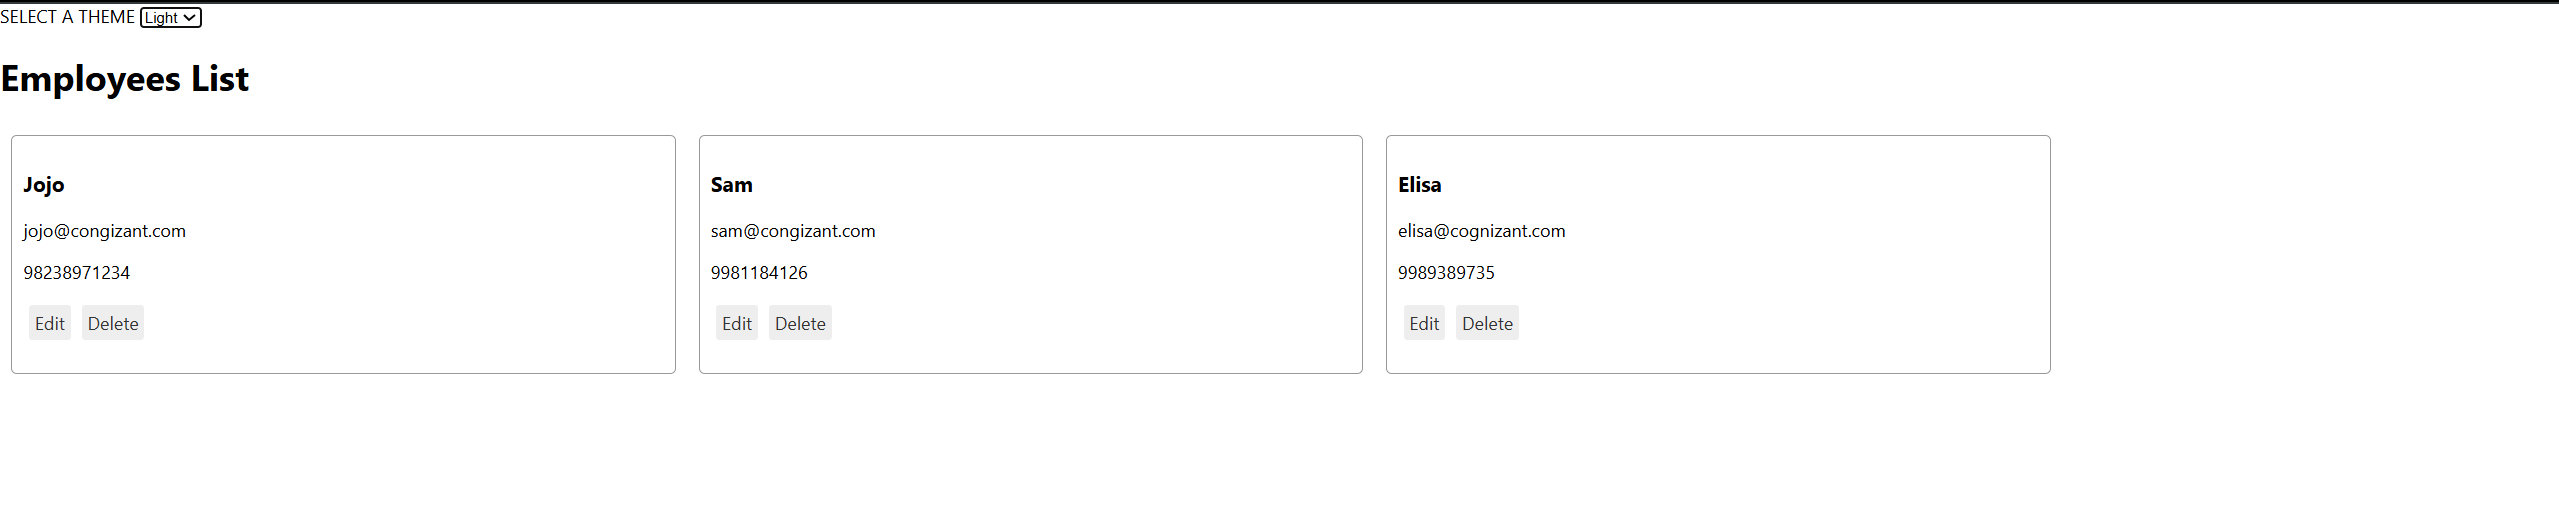 SELECT A THEME Light
Employees List
Jojo
jojo@congizant.com
98238971234
Edit Delete
Sam
sam@congizant.com
9981184126
Edit Delete
Elisa
elisa@cognizant.com
9989389735
Edit Delete